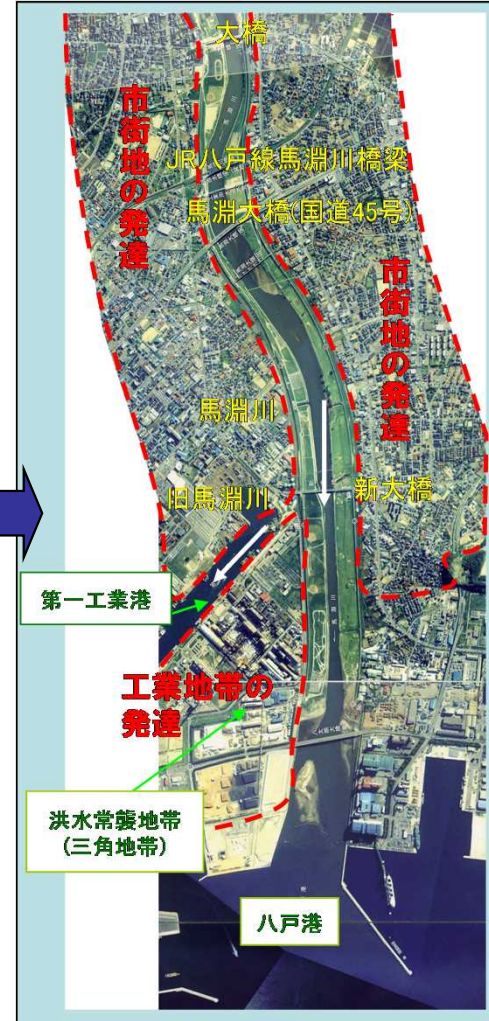 大橋
市街地の発達
JR八戸線馬淵川橋梁
馬淵大橋(国道45号)
市街地の発達
馬淵川
旧馬淵川
新大橋
第一工業港
工業地帯の
発達
洪水常襲地帯
(三角地帯)
八戸港